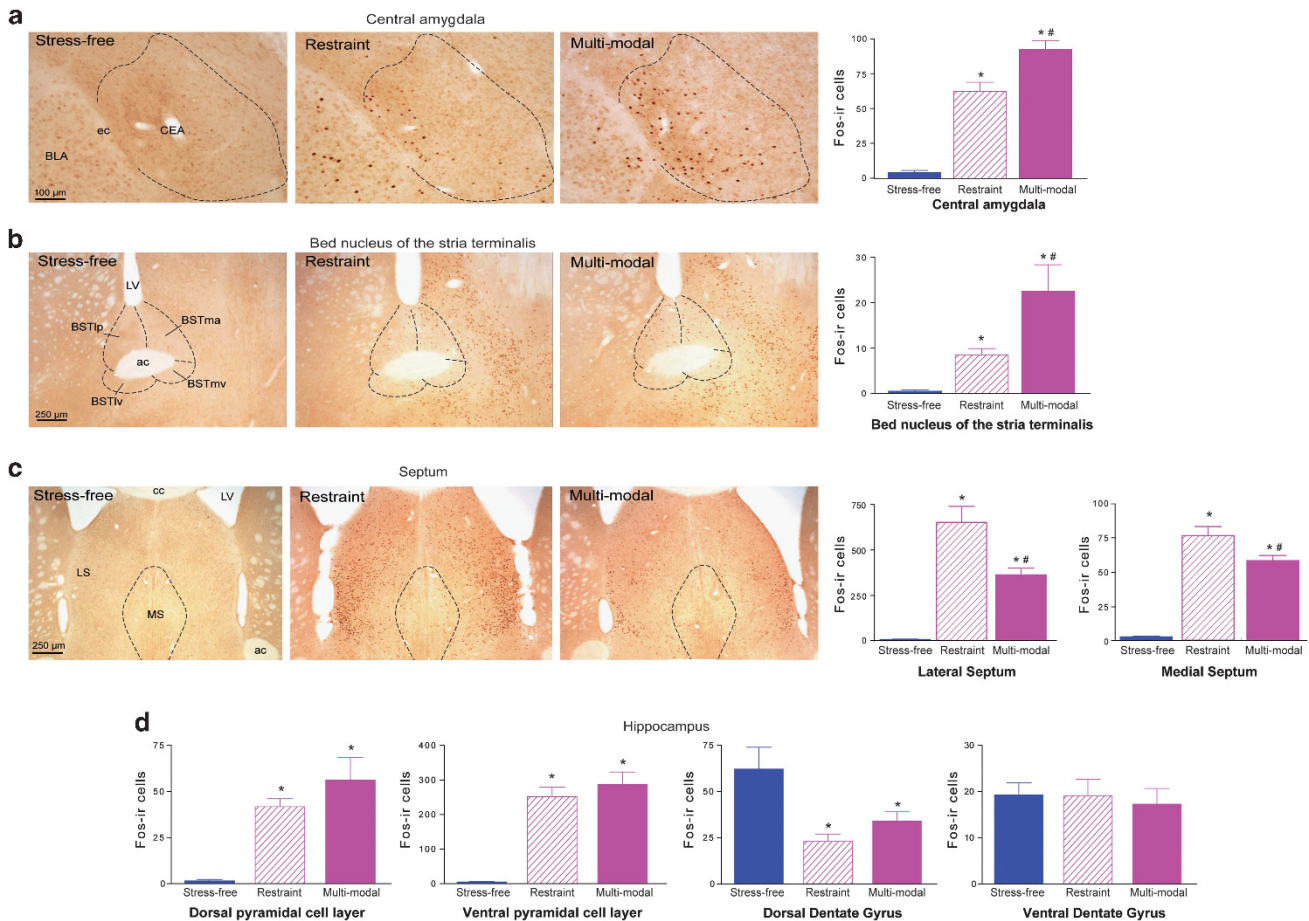 a
Central amygdala
Stress-free
Restraint
Multi-modal
ec
CEA
BLA
100 µm
Fos-ir cells
100
75
50
25
0
*
* #
Stress-free Restraint Multi-modal
Central amygdala
b
Bed nucleus of the stria terminalis
Stress-free
Restraint
Multi-modal
LV
BSTlp
BSTma
ac
BSTmv
BSTlv
250 µm
Fos-ir cells
30
20
10
0
*
* #
Stress-free Restraint Multi-modal
Bed nucleus of the stria terminalis
c
Septum
Stress-free
Restraint
Multi-modal
cc
LV
LS
MS
250 µm
ac
Fos-ir cells
750
500
250
0
*
* #
Stress-free Restraint Multi-modal
Lateral Septum
Fos-ir cells
100
75
50
25
0
*
* #
Stress-free Restraint Multi-modal
Medial Septum
d
Hippocampus
Fos-ir cells
75
50
25
0
*
*
Stress-free Restraint Multi-modal
Dorsal pyramidal cell layer
Fos-ir cells
400
300
200
100
0
*
*
Stress-free Restraint Multi-modal
Ventral pyramidal cell layer
Fos-ir cells
75
50
25
0
*
*
Stress-free Restraint Multi-modal
Dorsal Dentate Gyrus
Fos-ir cells
30
20
10
0
Stress-free Restraint Multi-modal
Ventral Dentate Gyrus